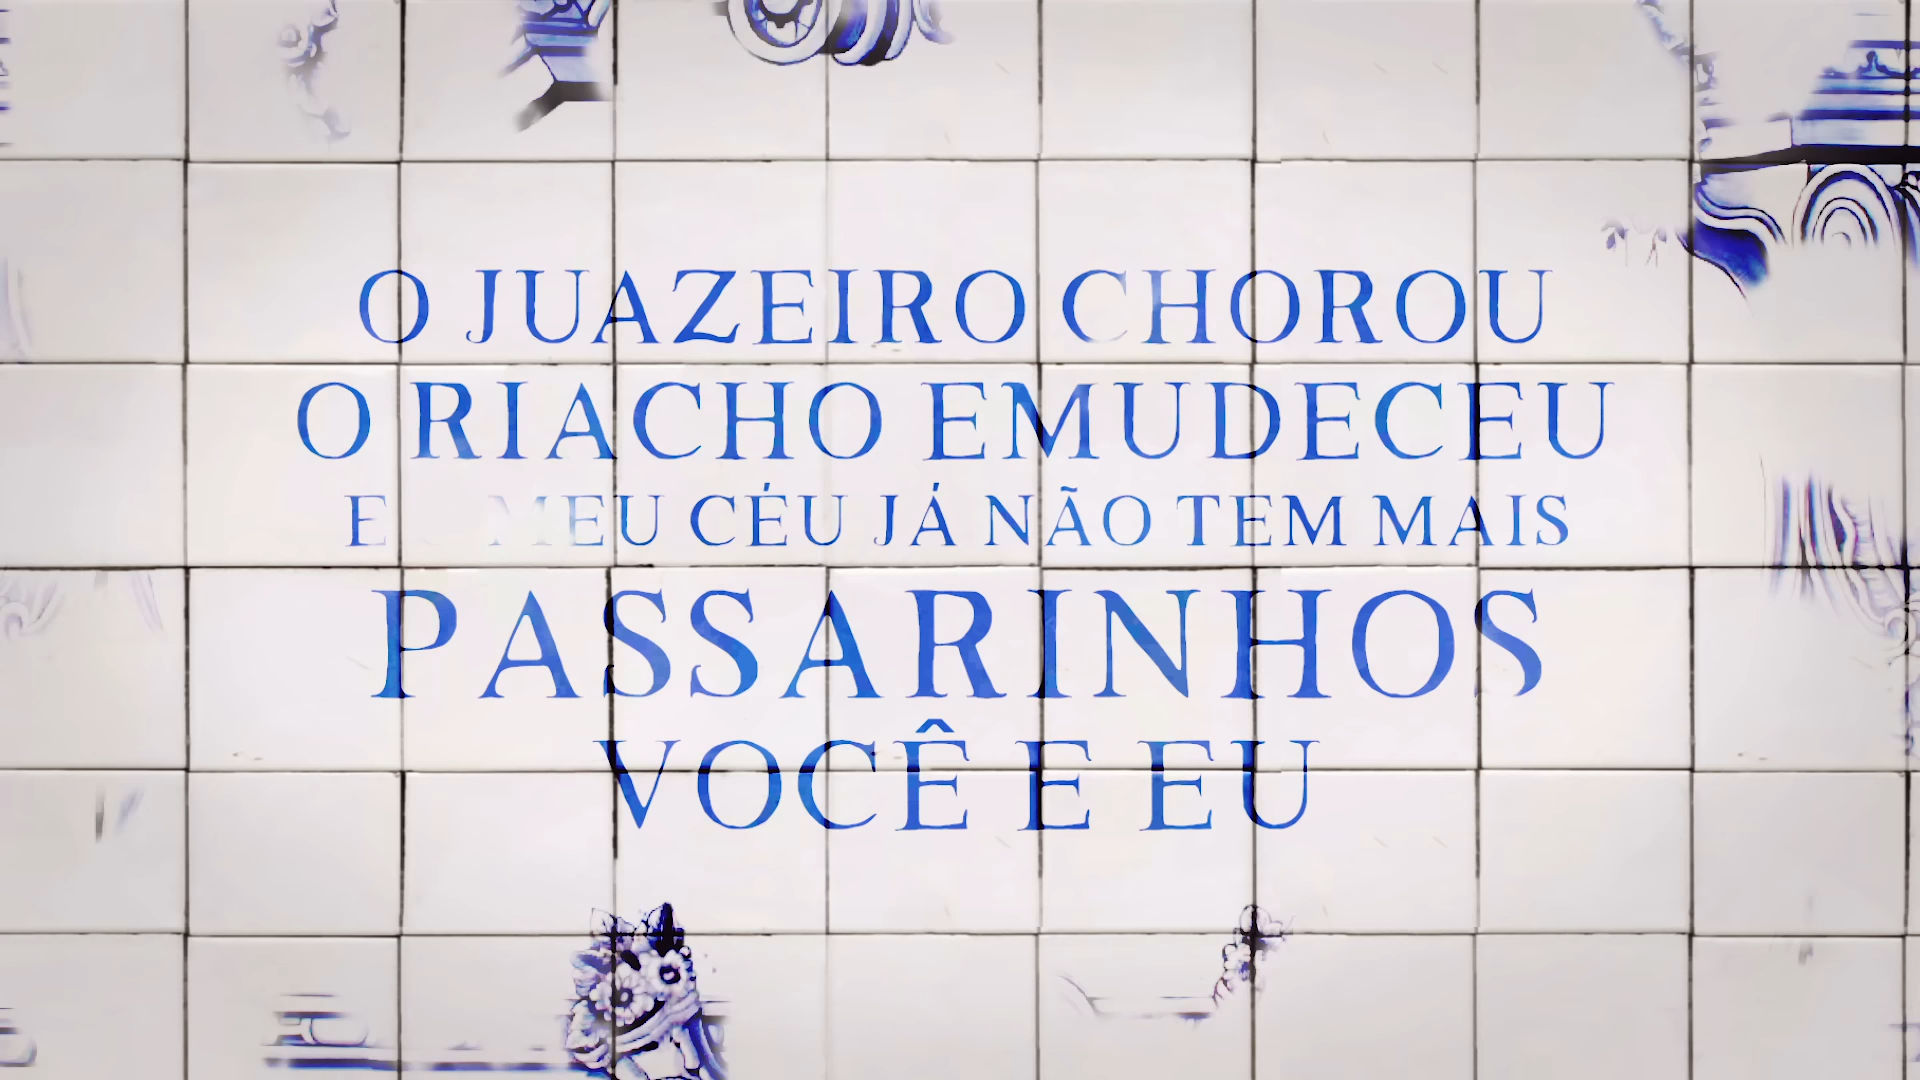 O JUAZEIRO CHOROU
O RIACHO EMUDECEU
E MEU CÉU JÁ NÃO TEM MAIS
PASSARINHOS
VOCÊ E EU